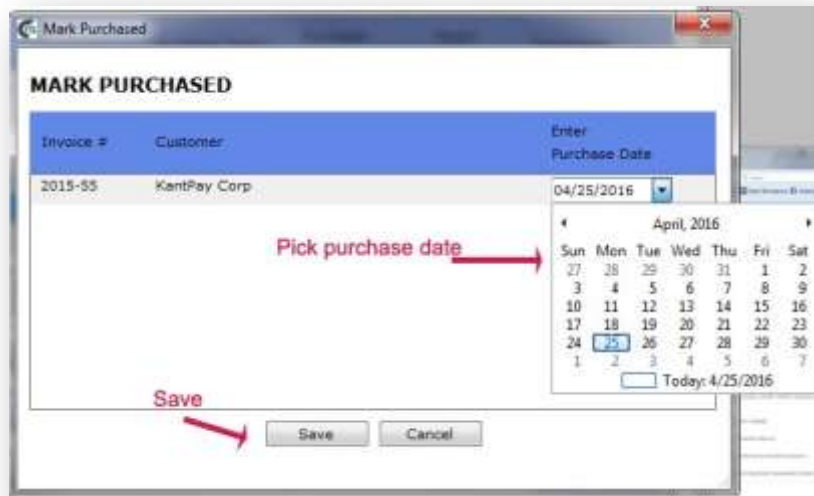 Mark Purchased
MARK PURCHASED
Invoice #
Customer
Enter
Purchase Date
2015-55
KantPay Corp
04/25/2016
April, 2016
Pick purchase date
Sun Mon Tue Wed Thu Fri Sat
27 28 29 30 31 1 2
3 4 5 6 7 8 9
10 11 12 13 14 15 16
17 18 19 20 21 22 23
24 25 26 27 28 29 30
1 2 3 4 5 6 7
Today: 4/25/2016
Save
Save
Cancel